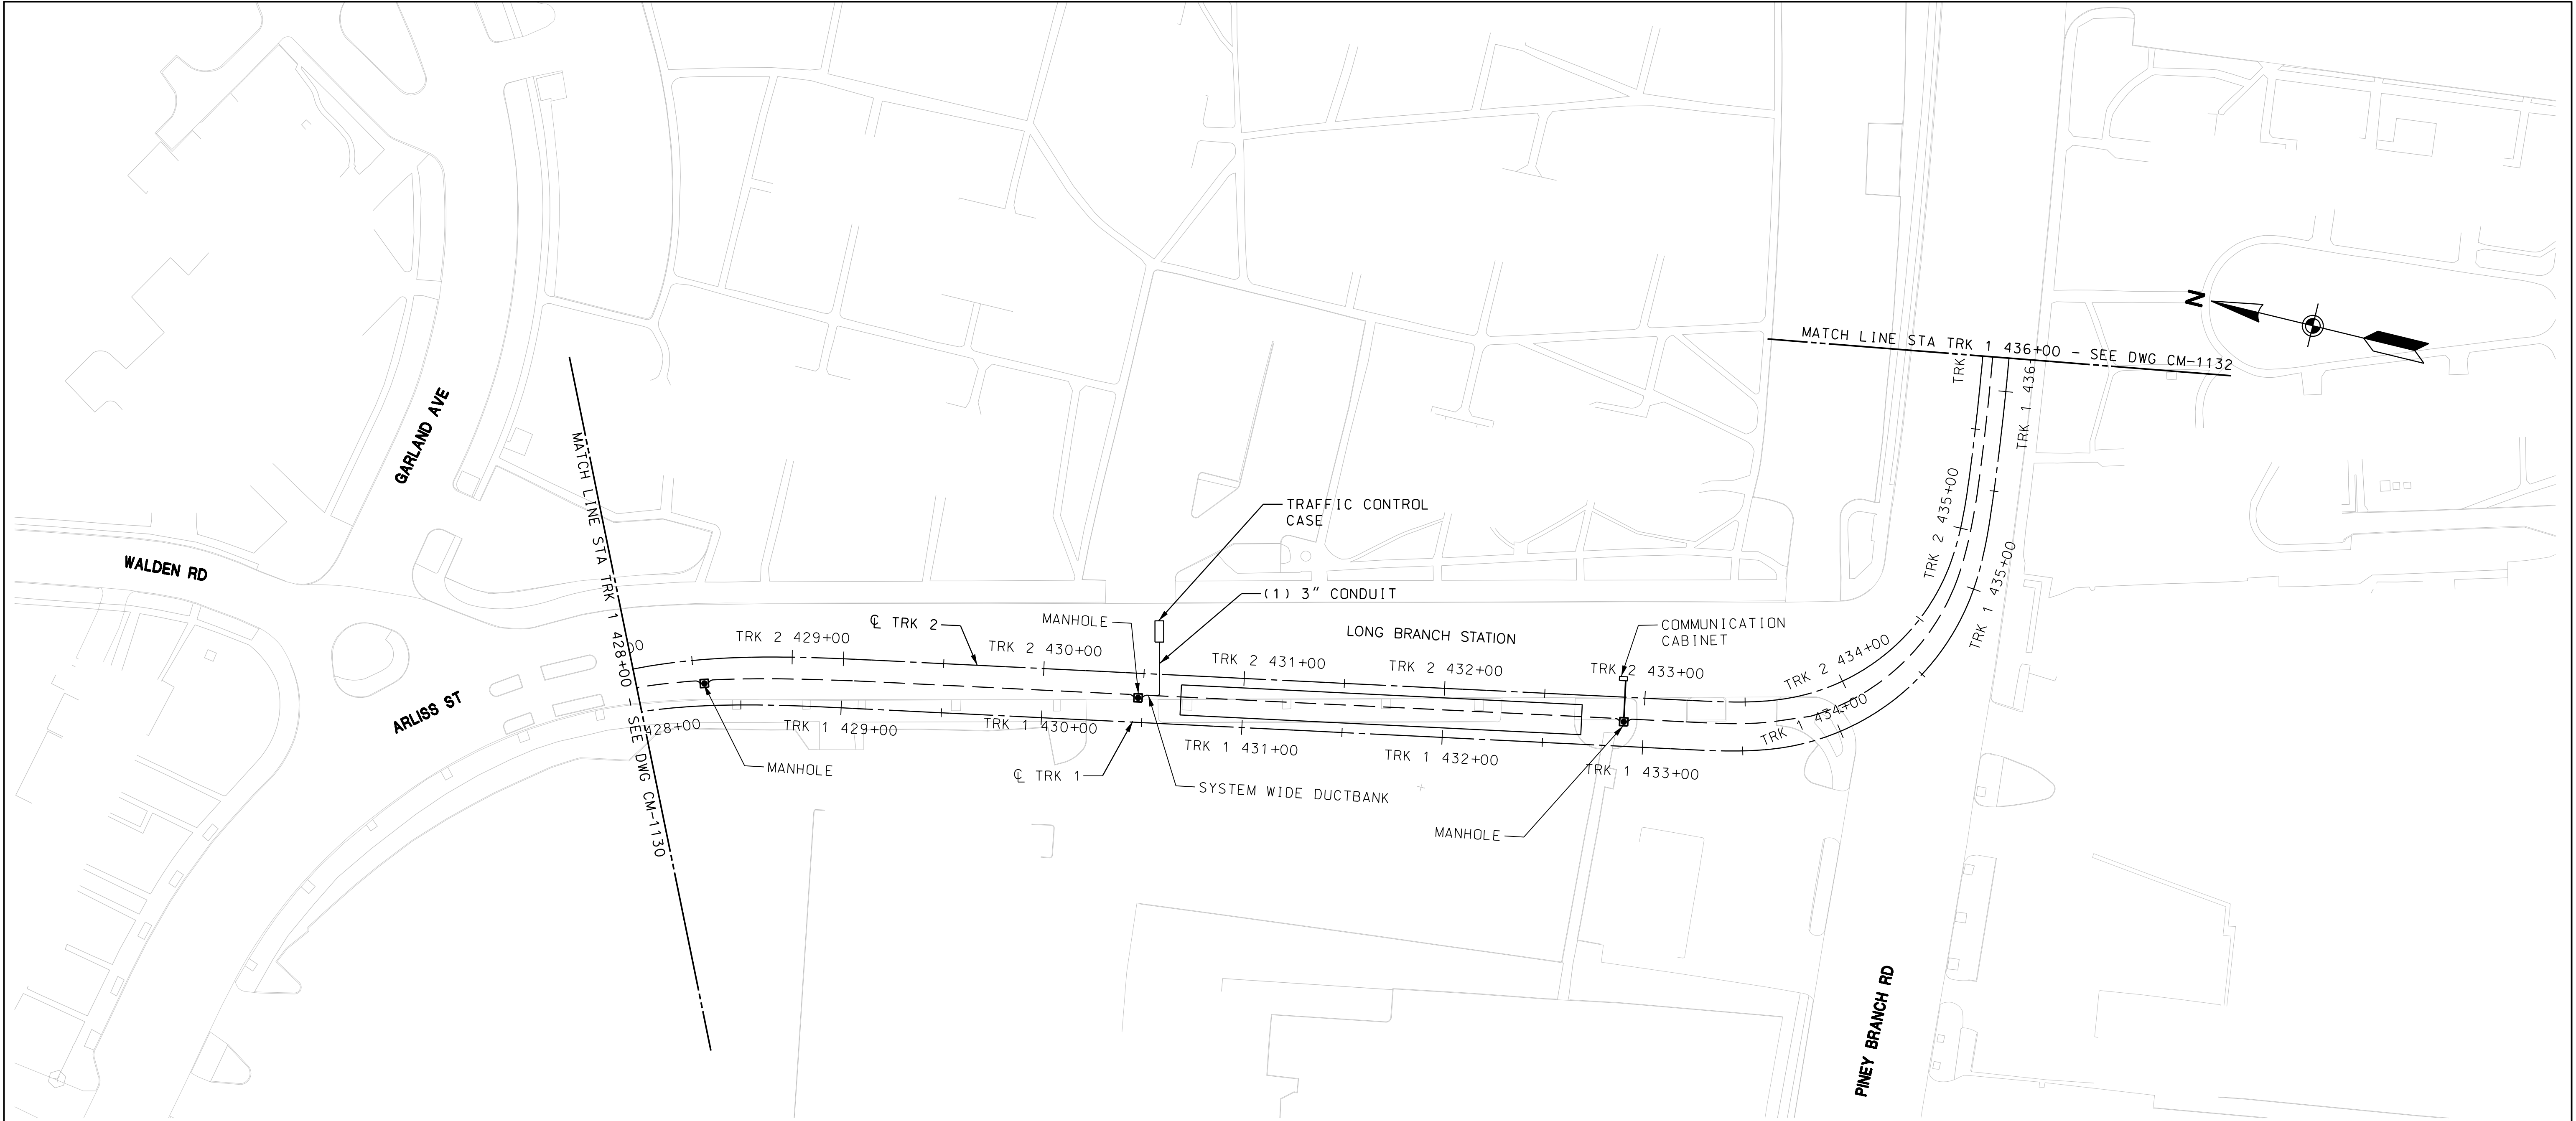 N
MATCH LINE STA TRK 1 436+00 - SEE DWG CM-1132
TRK
TRK 1 436
GARLAND AVE
MATCH LINE STA TRK 1 428+00 - SEE DWG CM-1130
TRAFFIC CONTROL
CASE
TRK 2 435+00
TRK 1 435+00
WALDEN RD
(1) 3" CONDUIT
MANHOLE
℄ TRK 2
LONG BRANCH STATION
COMMUNICATION
CABINET
00
TRK 2 429+00
TRK 2 430+00
TRK 2 431+00
TRK 2 432+00
TRK 2 433+00
TRK 2 434+00
ARLISS ST
428+00
TRK 1 429+00
TRK 1 430+00
TRK 1 431+00
TRK 1 432+00
TRK 1 433+00
TRK 1 434+00
MANHOLE
℄ TRK 1
SYSTEM WIDE DUCTBANK
MANHOLE
PINEY BRANCH RD